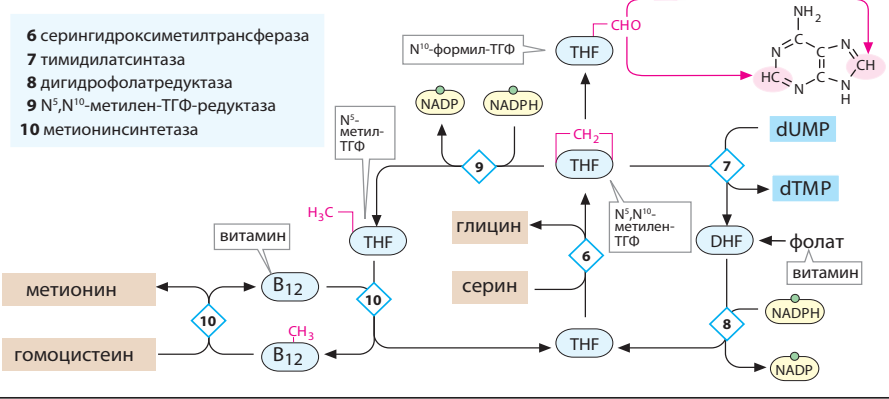 6 серингидроксиметилтрансфераза
7 тимидилатсинтаза
8 дигидрофолатредуктаза
9 N⁵,N¹⁰-метилен-ТГФ-редуктаза
10 метионинсинтетаза
N¹⁰-формил-ТГФ
CHO
THF
NH₂
N
C
C
N
HC
C
CH
N
N
H
NADP
NADPH
N⁵-
метил-
ТГФ
CH₂
THF
9
7
dUMP
dTMP
H₃C
THF
N⁵,N¹⁰-
метилен-
ТГФ
DHF
фолат
витамин
глицин
6
серин
витамин
B₁₂
метионин
10
10
гомоцистеин
CH₃
B₁₂
THF
8
NADPH
NADP